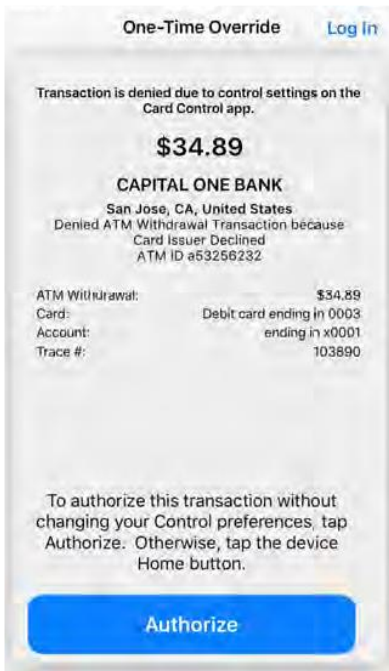 One-Time Override
Log In
Transaction is denied due to control settings on the
Card Control app.
$34.89
CAPITAL ONE BANK
San Jose, CA, United States
Denied ATM Withdrawal Transaction because
Card Issuer Declined
ATM ID a53256232
ATM Withdrawal: $34.89
Card: Debit card ending in 0003
Account: ending in x0001
Trace #: 103890
To authorize this transaction without
changing your Control preferences, tap
Authorize. Otherwise, tap the device
Home button.
Authorize